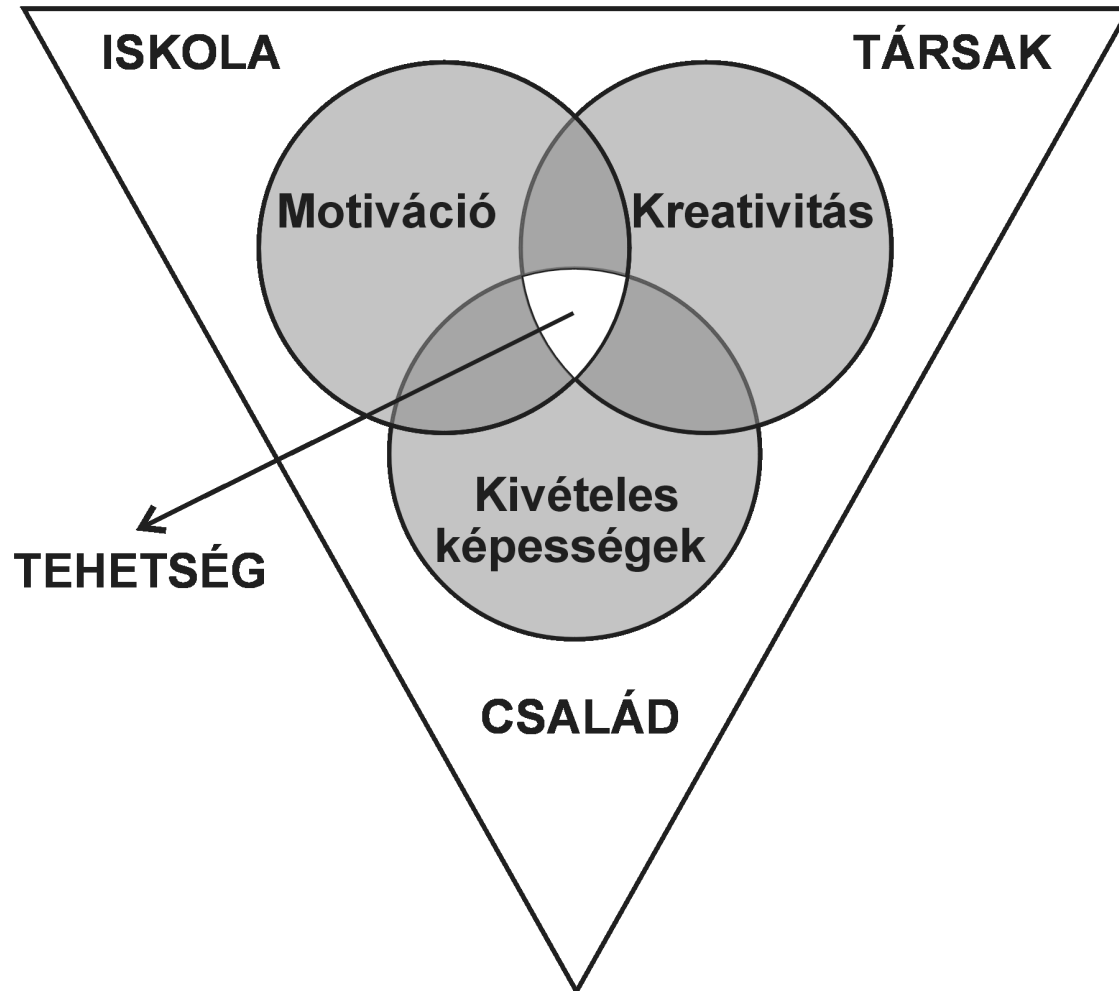 ISKOLA
TÁRSAK
Motiváció
Kreativitás
Kivételes
képességek
TEHETSÉG
CSALÁD